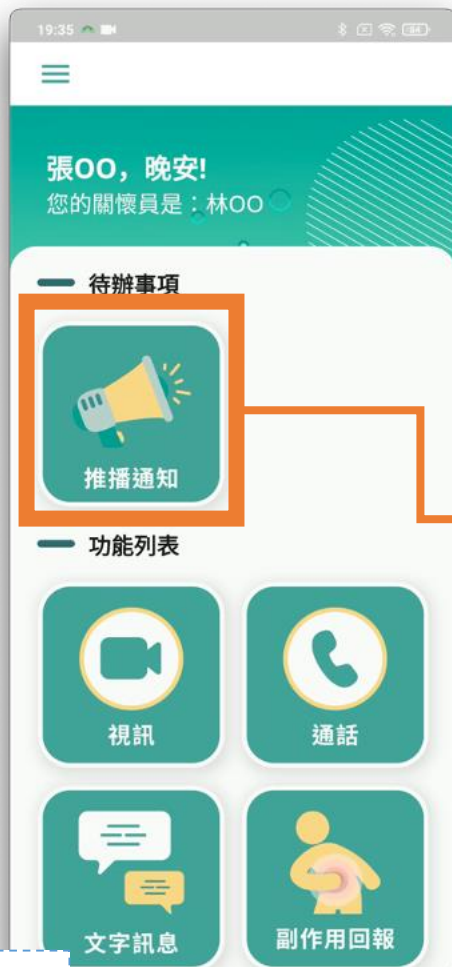 19:35
84
張OO，晚安!
您的關懷員是：林OO
待辦事項
推播通知
功能列表
視訊
通話
文字訊息
副作用回報